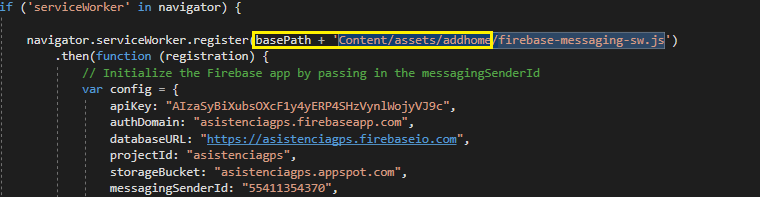 if ('serviceWorker' in navigator) {
navigator.serviceWorker.register(basePath + 'Content/assets/addhome/firebase-messaging-sw.js')
.then(function (registration) {
// Initialize the Firebase app by passing in the messagingSenderId
var config = {
apiKey: "AIzaSyBiXubsOXcF1y4yERP4SHzVynlWojyVJ9c",
authDomain: "asistenciagps.firebaseapp.com",
databaseURL: "https://asistenciagps.firebaseio.com",
projectId: "asistenciagps",
storageBucket: "asistenciagps.appspot.com",
messagingSenderId: "55411354370",